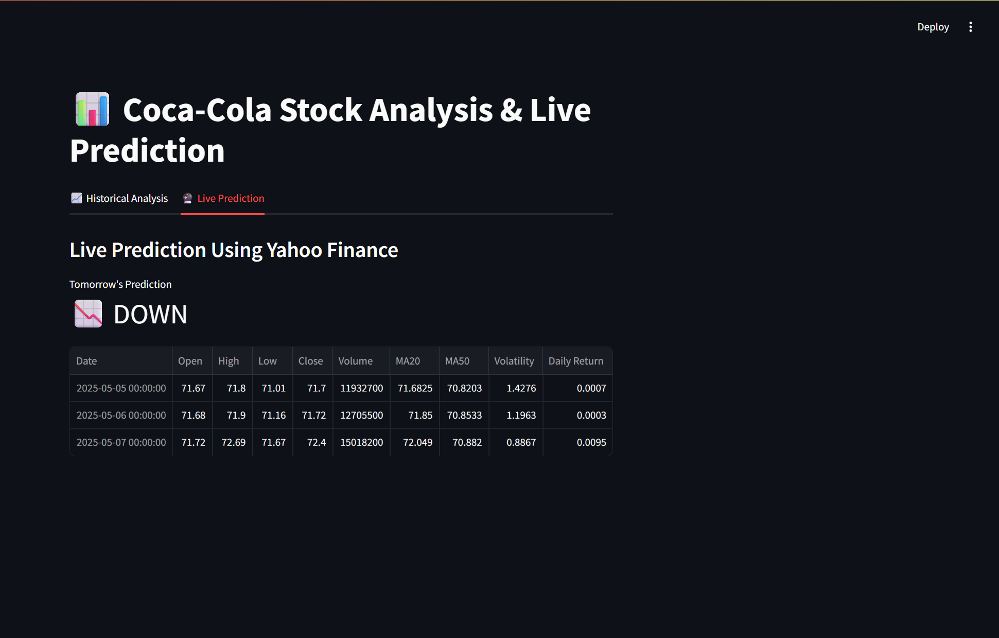 Deploy
Coca-Cola Stock Analysis & Live
Prediction
Historical Analysis Live Prediction
Live Prediction Using Yahoo Finance
Tomorrow's Prediction
DOWN
Date Open High Low Close Volume MA20 MA50 Volatility Daily Return
2025-05-05 00:00:00 71.67 71.8 71.01 71.7 11932700 71.6825 70.8203 1.4276 0.0007
2025-05-06 00:00:00 71.68 71.9 71.16 71.72 12705500 71.85 70.8533 1.1963 0.0003
2025-05-07 00:00:00 71.72 72.69 71.67 72.4 15018200 72.049 70.882 0.8867 0.0095